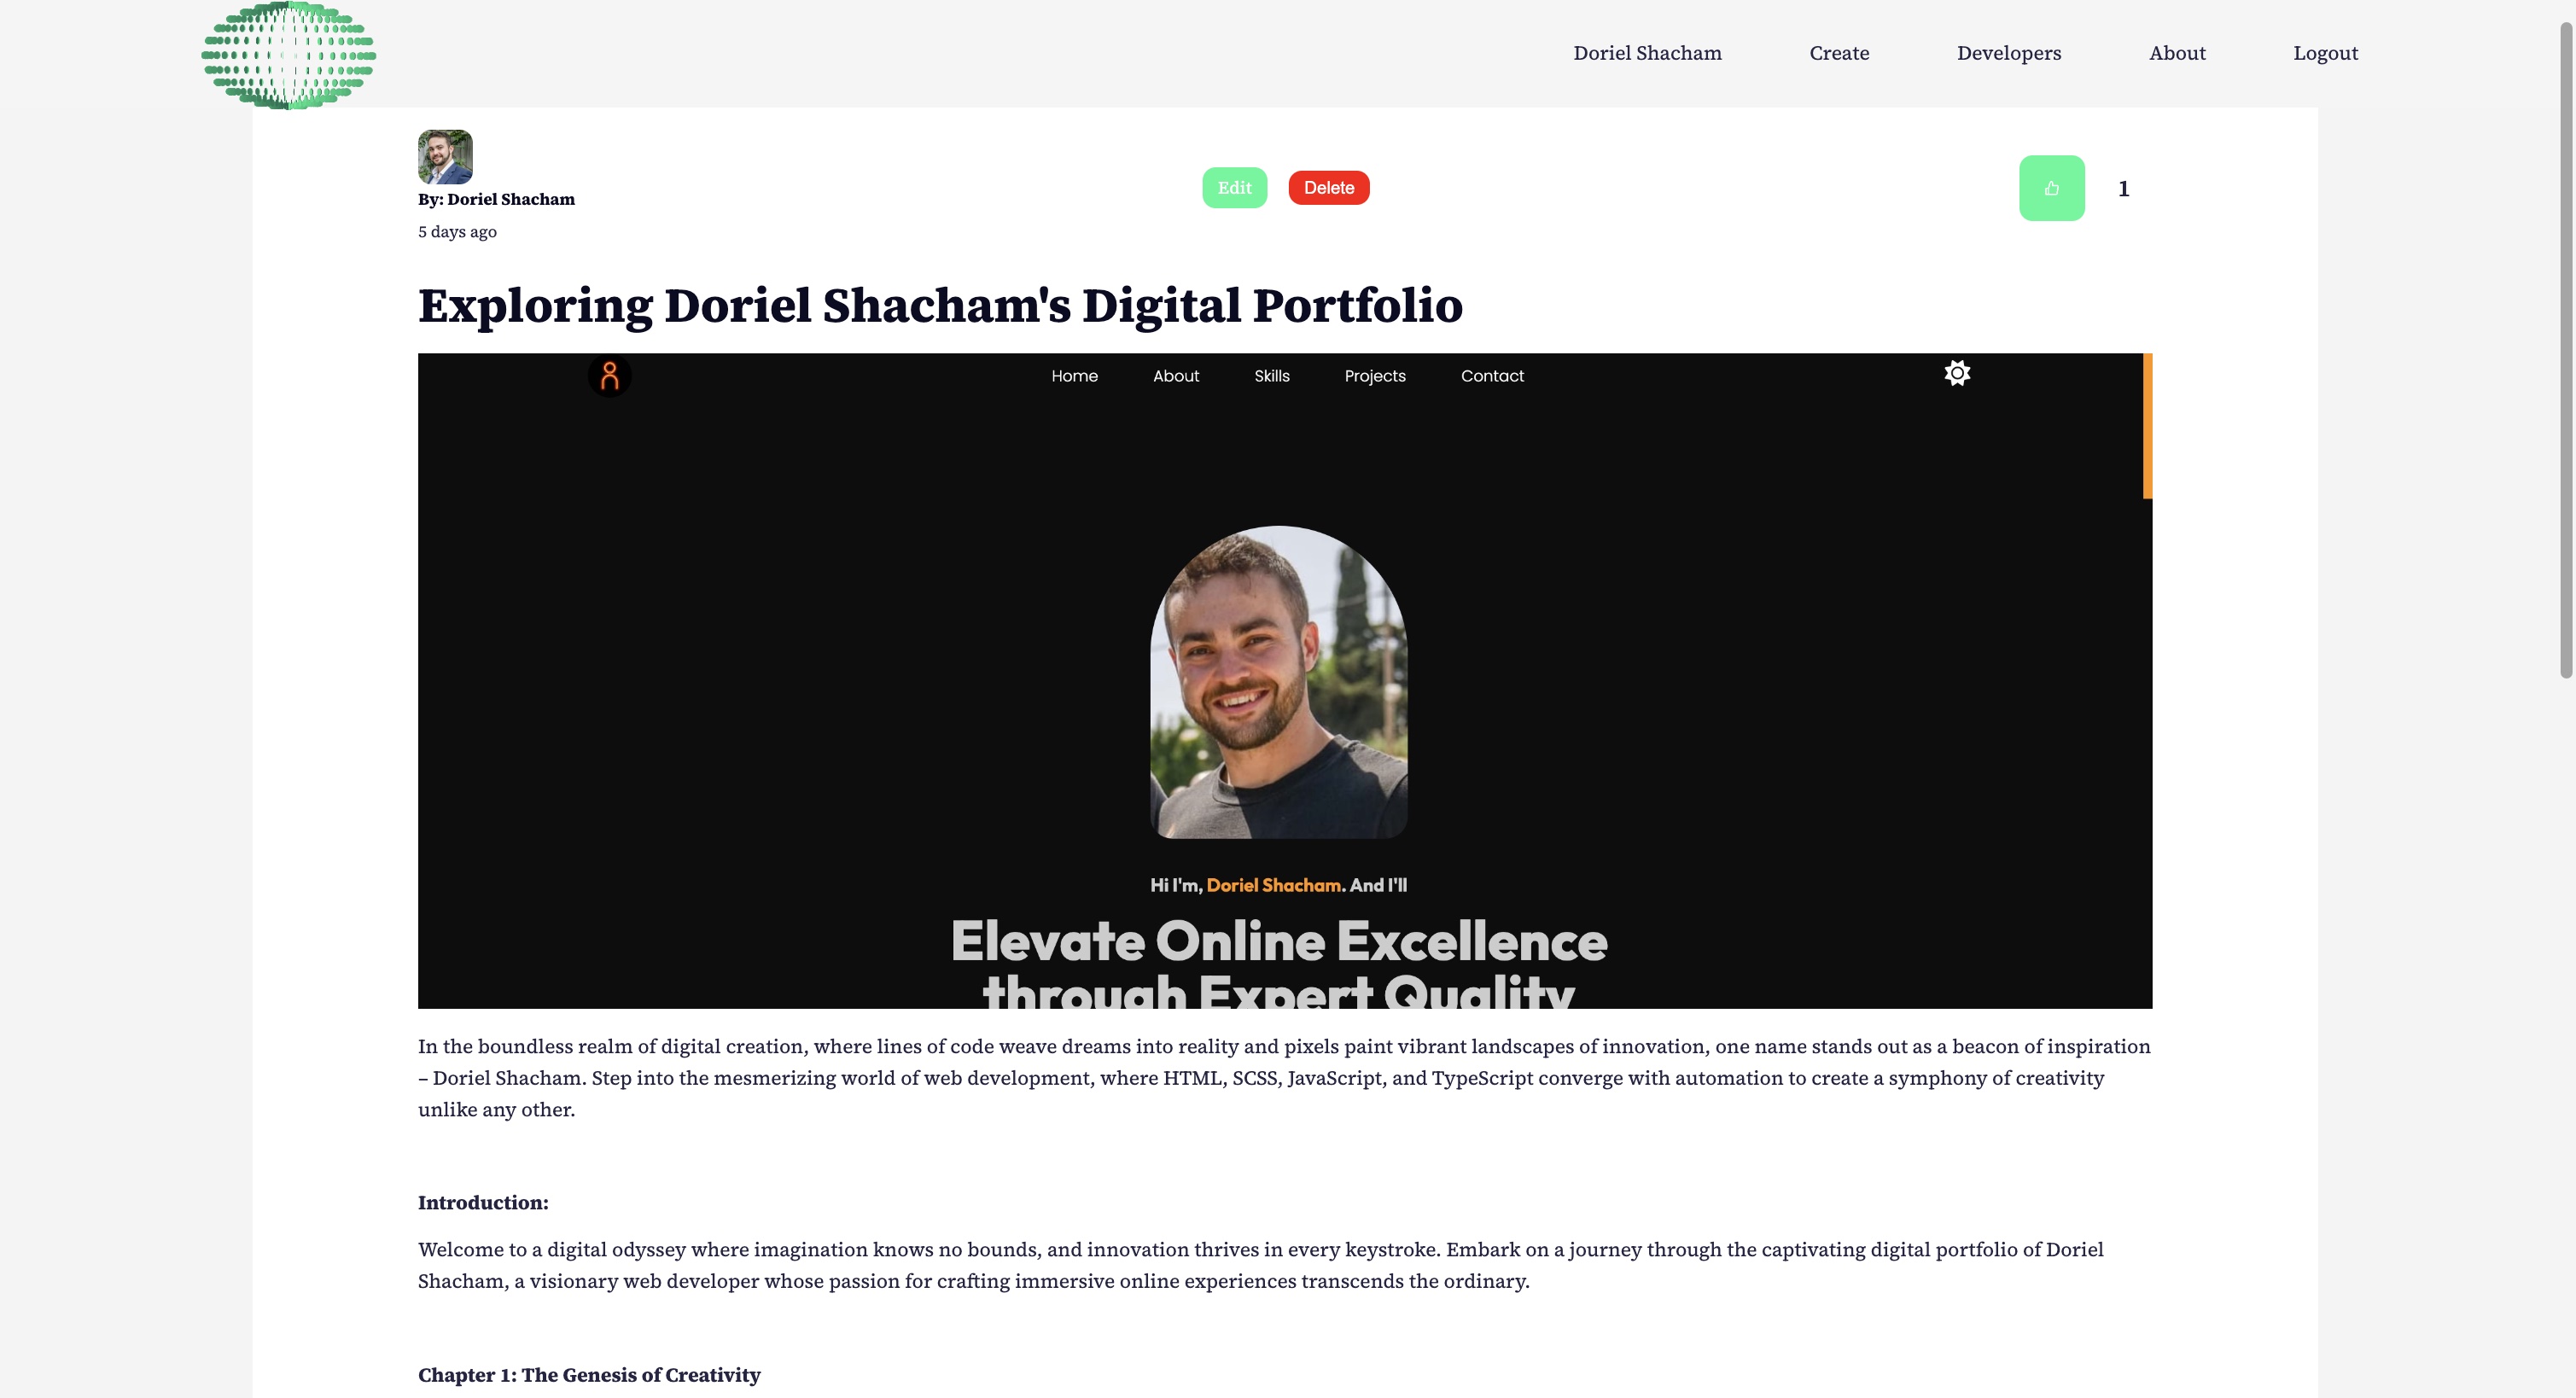 Doriel Shacham
Create
Developers
About
Logout
By: Doriel Shacham
5 days ago
Edit
Delete
1
Exploring Doriel Shacham's Digital Portfolio
Home
About
Skills
Projects
Contact
Hi I'm, Doriel Shacham. And I'll
Elevate Online Excellence
through Expert Quality
In the boundless realm of digital creation, where lines of code weave dreams into reality and pixels paint vibrant landscapes of innovation, one name stands out as a beacon of inspiration
– Doriel Shacham. Step into the mesmerizing world of web development, where HTML, SCSS, JavaScript, and TypeScript converge with automation to create a symphony of creativity
unlike any other.
Introduction:
Welcome to a digital odyssey where imagination knows no bounds, and innovation thrives in every keystroke. Embark on a journey through the captivating digital portfolio of Doriel
Shacham, a visionary web developer whose passion for crafting immersive online experiences transcends the ordinary.
Chapter 1: The Genesis of Creativity